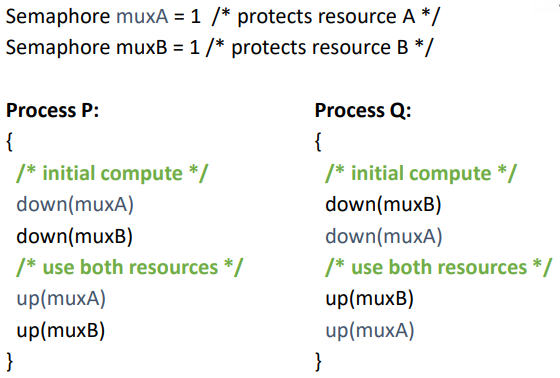 Semaphore muxA = 1 /* protects resource A */
Semaphore muxB = 1 /* protects resource B */
Process P:
{
/* initial compute */
down(muxA)
down(muxB)
/* use both resources */
up(muxA)
up(muxB)
}
Process Q:
{
/* initial compute */
down(muxB)
down(muxA)
/* use both resources */
up(muxB)
up(muxA)
}